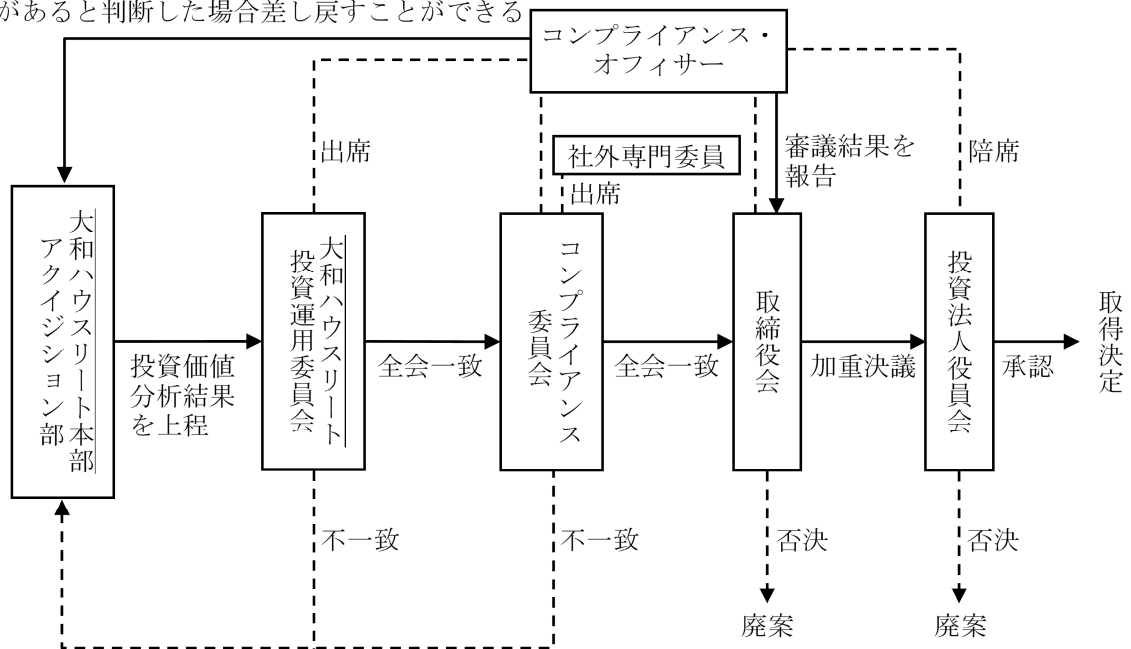 があると判断した場合差し戻すことができる
コンプライアンス・
オフィサー
出席
社外専門委員
出席
審議結果を
報告
陪席
大和ハウスリート本部
アクイジション部
投資価値
分析結果
を上程
大和ハウスリート
投資運用委員会
全会一致
コンプライアンス
委員会
全会一致
取締役会
加重決議
投資法人役員会
承認
取得決定
不一致
不一致
否決
否決
廃案
廃案